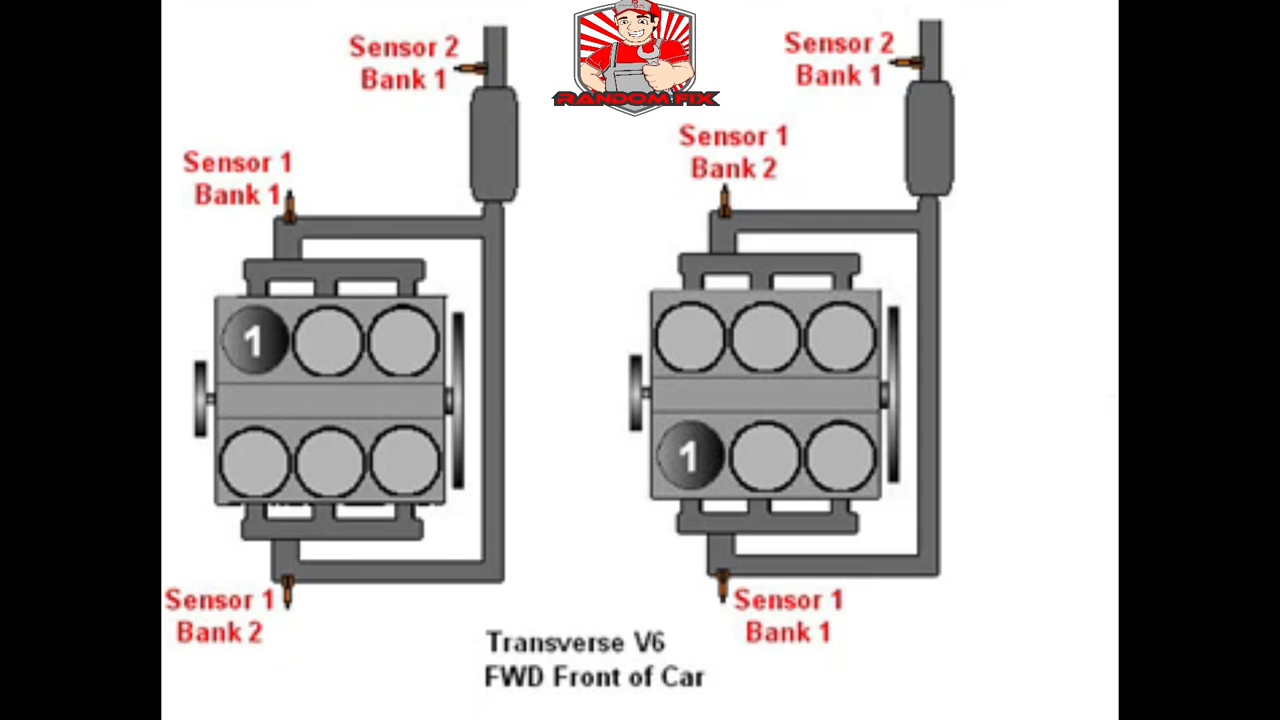 Sensor 2
Bank 1
Sensor 1
Bank 1
1
Sensor 1
Bank 2
RANDOM FIX
Sensor 2
Bank 1
Sensor 1
Bank 2
1
Sensor 1
Bank 1
Transverse V6
FWD Front of Car